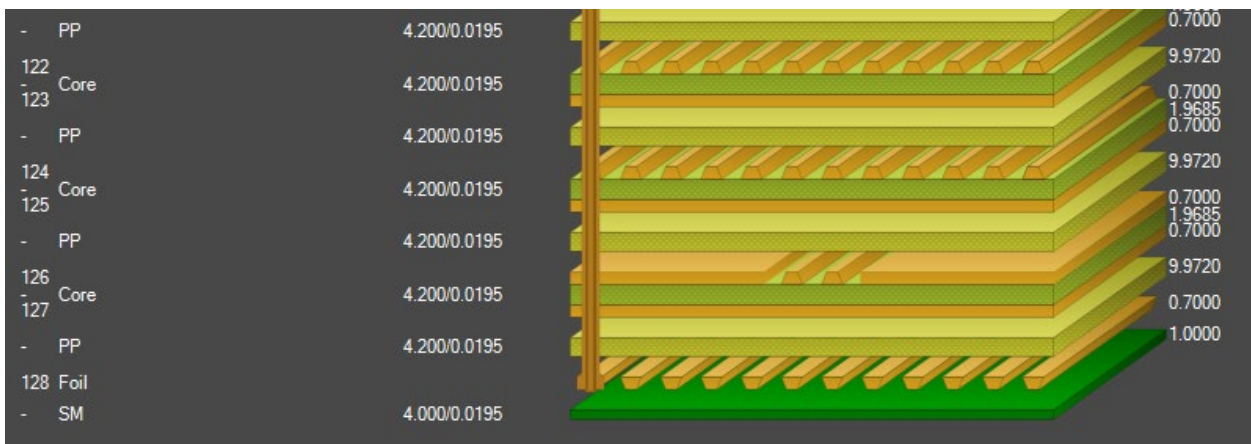 - PP 4.200/0.0195 0.7000
122 9.9720
- Core 4.200/0.0195
123 0.7000
1.9685
- PP 4.200/0.0195 0.7000
124 9.9720
- Core 4.200/0.0195
125 0.7000
1.9685
- PP 4.200/0.0195 0.7000
126 9.9720
- Core 4.200/0.0195
127 0.7000
- PP 4.200/0.0195 1.0000
128 Foil
- SM 4.000/0.0195